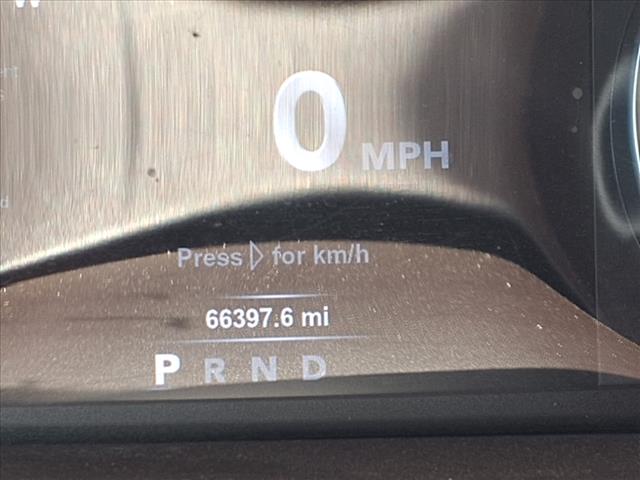 W
0 MPH
Press ▷ for km/h
66397.6 mi
P R N D